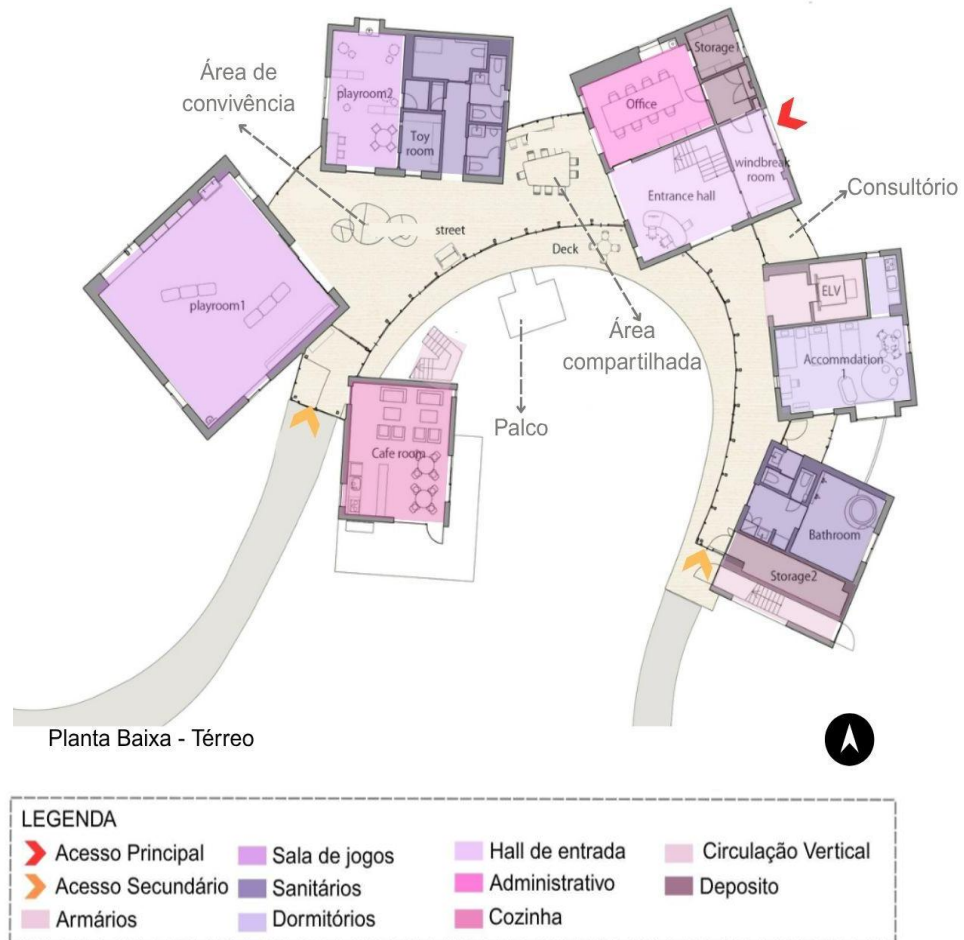 Storage1
Área de
convivência
playroom2
Office
Toy
room
windbreak
room
Consultório
Entrance hall
street
Deck
ELV
playroom1
Área
compartilhada
Accommdation
1
Palco
Cafe room
Bathroom
Storage2
Planta Baixa - Térreo
LEGENDA
Acesso Principal
Sala de jogos
Hall de entrada
Circulação Vertical
Acesso Secundário
Sanitários
Administrativo
Deposito
Armários
Dormitórios
Cozinha